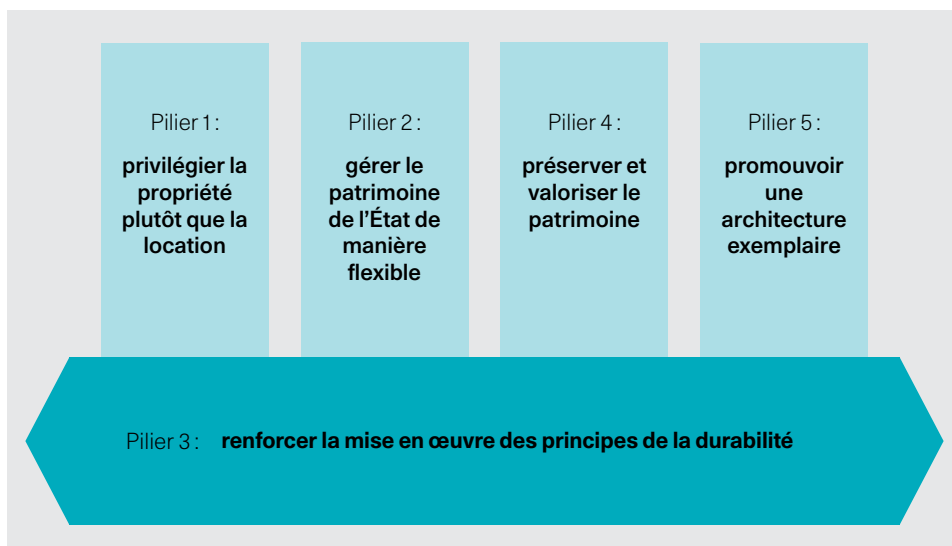 Pilier 1 :
privilégier la
propriété
plutôt que la
location
Pilier 2 :
gérer le
patrimoine
de l'État de
manière
flexible
Pilier 4 :
préserver et
valoriser le
patrimoine
Pilier 5 :
promouvoir
une
architecture
exemplaire
Pilier 3 : renforcer la mise en œuvre des principes de la durabilité